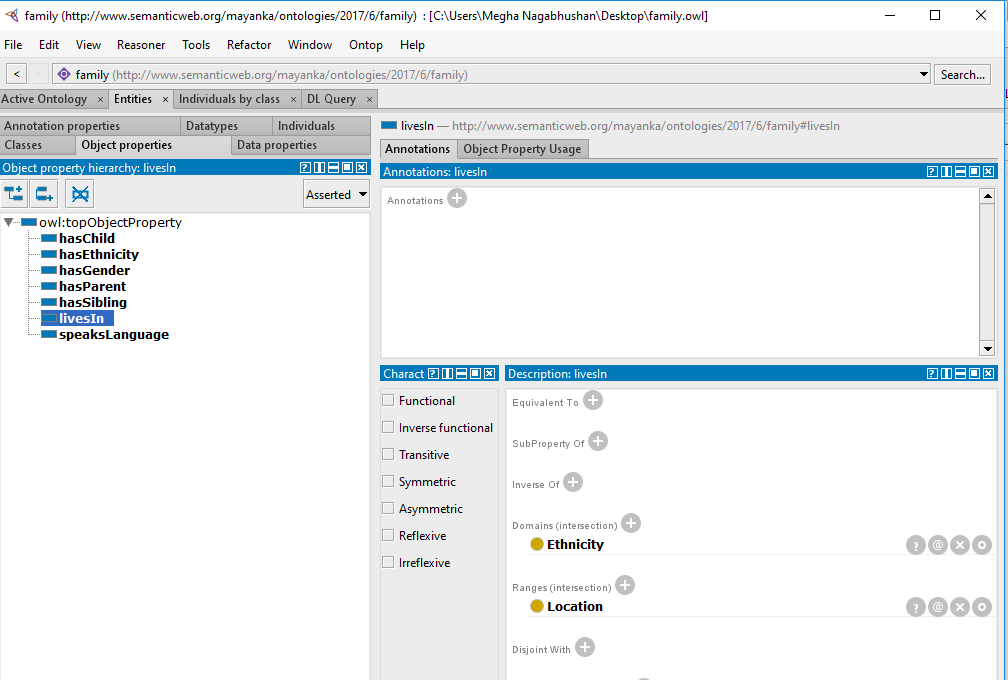 family (http://www.semanticweb.org/mayanka/ontologies/2017/6/family)  : [C:\Users\Megha Nagabhushan\Desktop\family.owl]
File Edit View Reasoner Tools Refactor Window Ontop Help
< > family (http://www.semanticweb.org/mayanka/ontologies/2017/6/family) Search...
Active Ontology × Entities × Individuals by class × DL Query ×
Annotation properties Datatypes Individuals
Classes Object properties Data properties
Object property hierarchy: livesIn
Asserted
owl:topObjectProperty
hasChild
hasEthnicity
hasGender
hasParent
hasSibling
livesIn
speaksLanguage
livesIn — http://www.semanticweb.org/mayanka/ontologies/2017/6/family#livesIn
Annotations Object Property Usage
Annotations: livesIn
Annotations
Charact
Functional
Inverse functional
Transitive
Symmetric
Asymmetric
Reflexive
Irreflexive
Description: livesIn
Equivalent To
SubProperty Of
Inverse Of
Domains (intersection)
Ethnicity
Ranges (intersection)
Location
Disjoint With